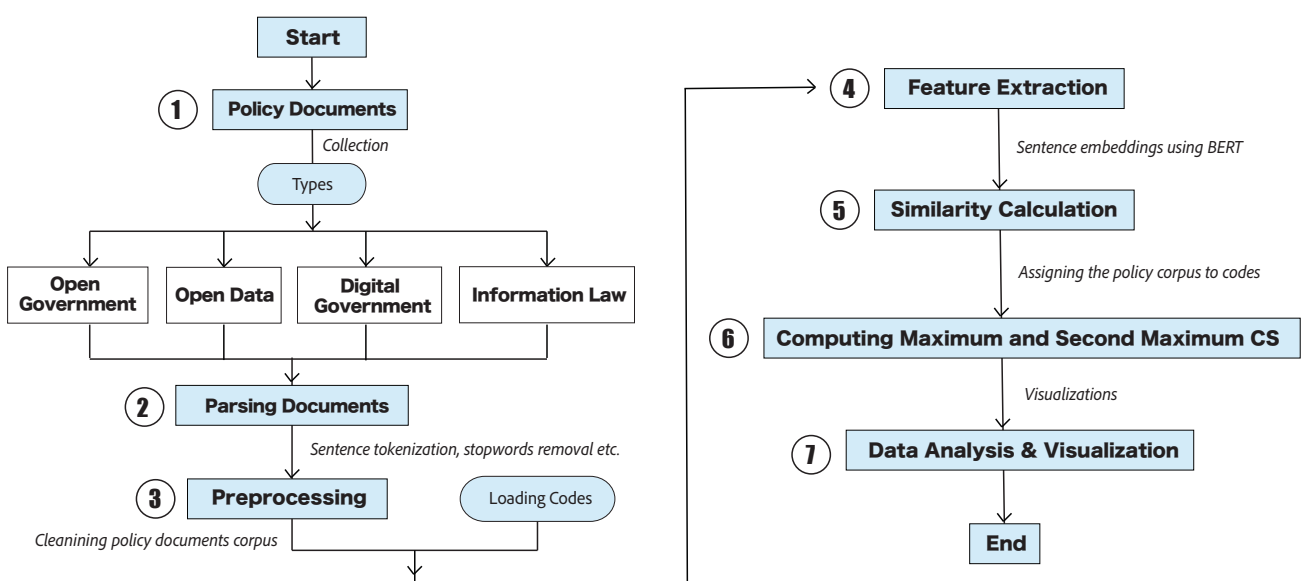 Start
1
Policy Documents
Collection
Types
Open
Government
Open Data
Digital
Government
Information Law
2
Parsing Documents
Sentence tokenization, stopwords removal etc.
3
Preprocessing
Loading Codes
Cleanining policy documents corpus
4
Feature Extraction
Sentence embeddings using BERT
5
Similarity Calculation
Assigning the policy corpus to codes
6
Computing Maximum and Second Maximum CS
Visualizations
7
Data Analysis & Visualization
End